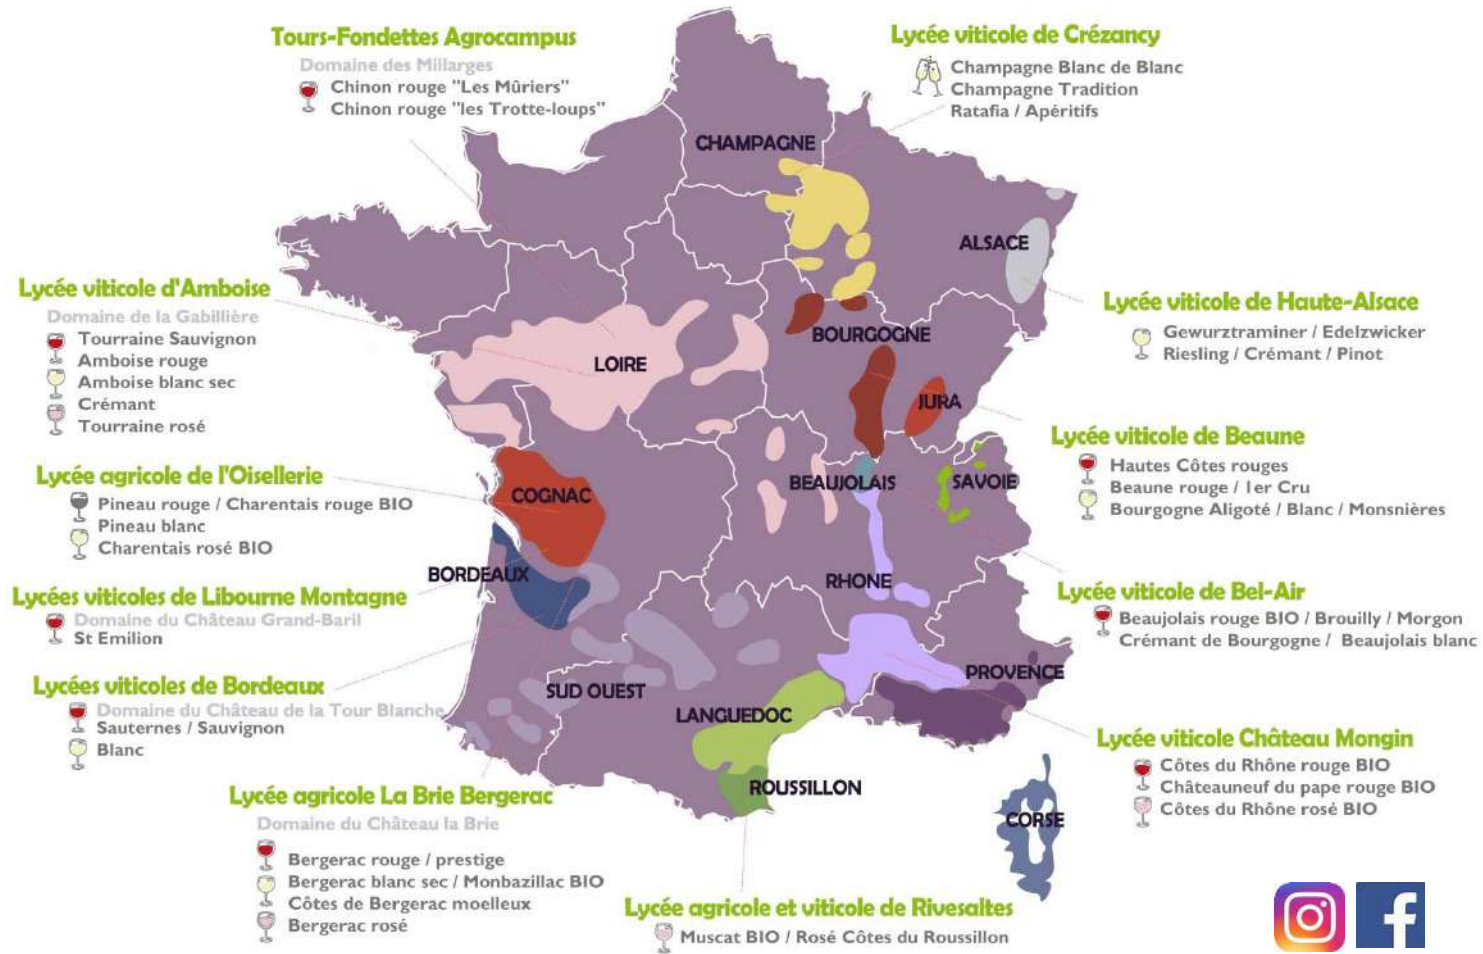 Tours-Fondettes Agrocampus
Domaine des Millarges
Chinon rouge "Les Mûriers"
Chinon rouge "les Trotte-loups"
Lycée viticole de Crézancy
Champagne Blanc de Blanc
Champagne Tradition
Ratafia / Apéritifs
CHAMPAGNE
ALSACE
Lycée viticole d'Amboise
Domaine de la Gabillière
Tourraine Sauvignon
Amboise rouge
Amboise blanc sec
Crémant
Tourraine rosé
Lycée viticole de Haute-Alsace
Gewurztraminer / Edelzwicker
Riesling / Crémant / Pinot
BOURGOGNE
LOIRE
JURA
Lycée viticole de Beaune
Hautes Côtes rouges
Beaune rouge / 1er Cru
Bourgogne Aligoté / Blanc / Monsnières
Lycée agricole de l'Oisellerie
Pineau rouge / Charentais rouge BIO
Pineau blanc
Charentais rosé BIO
COGNAC
BEAUJOLAIS
SAVOIE
BORDEAUX
RHONE
Lycées viticoles de Libourne Montagne
Domaine du Château Grand-Baril
St Emilion
Lycée viticole de Bel-Air
Beaujolais rouge BIO / Brouilly / Morgon
Crémant de Bourgogne / Beaujolais blanc
Lycées viticoles de Bordeaux
Domaine du Château de la Tour Blanche
Sauternes / Sauvignon
Blanc
SUD OUEST
LANGUEDOC
PROVENCE
Lycée viticole Château Mongin
Côtes du Rhône rouge BIO
Châteauneuf du pape rouge BIO
Côtes du Rhône rosé BIO
ROUSSILLON
CORSE
Lycée agricole La Brie Bergerac
Domaine du Château la Brie
Bergerac rouge / prestige
Bergerac blanc sec / Monbazillac BIO
Côtes de Bergerac moelleux
Bergerac rosé
Lycée agricole et viticole de Rivesaltes
Muscat BIO / Rosé Côtes du Roussillon